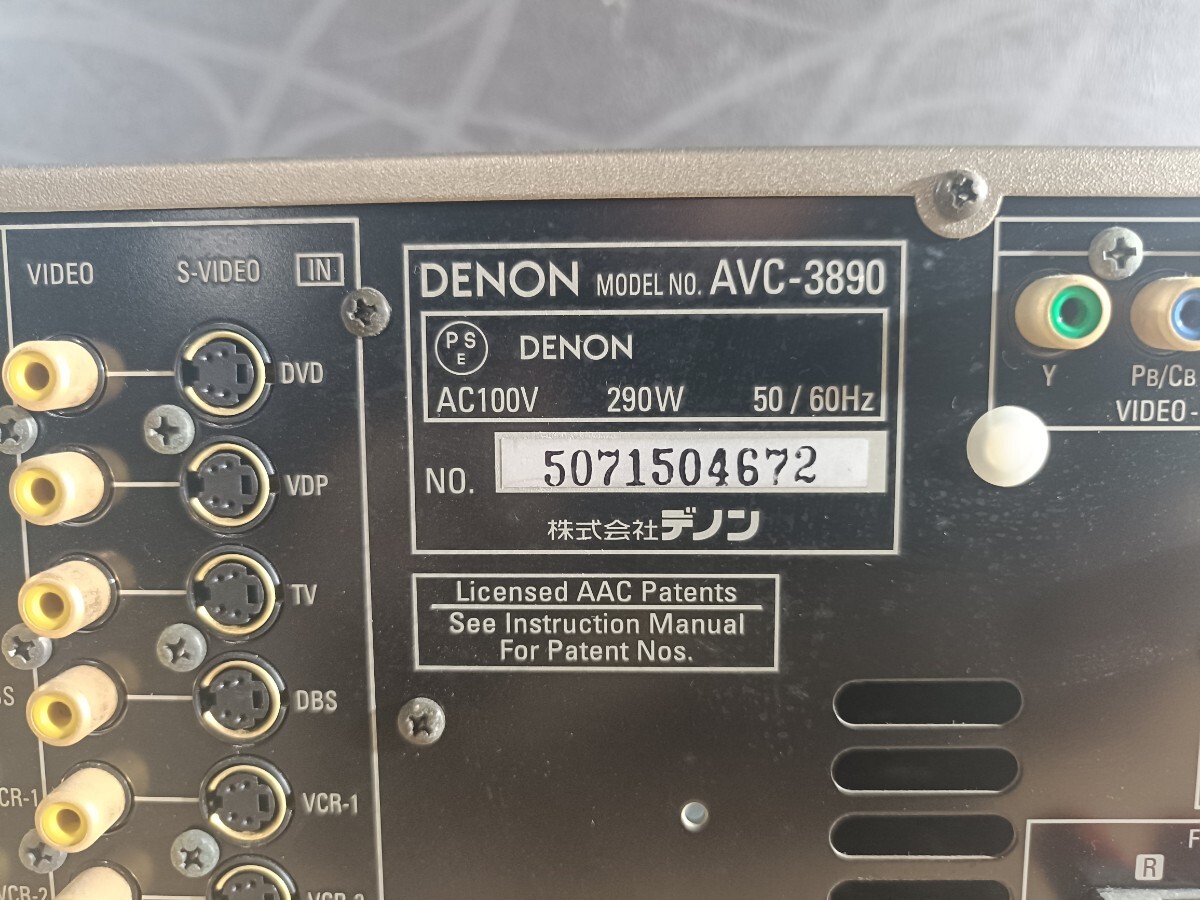 VIDEO S-VIDEO IN
DVD
VDP
TV
DBS
VCR-1
DENON MODEL NO. AVC-3890
PSE DENON
AC100V 290W 50 / 60Hz
NO. 5071504672
株式会社デノン
Licensed AAC Patents
See Instruction Manual
For Patent Nos.
Y PB/CB
VIDEO-
R